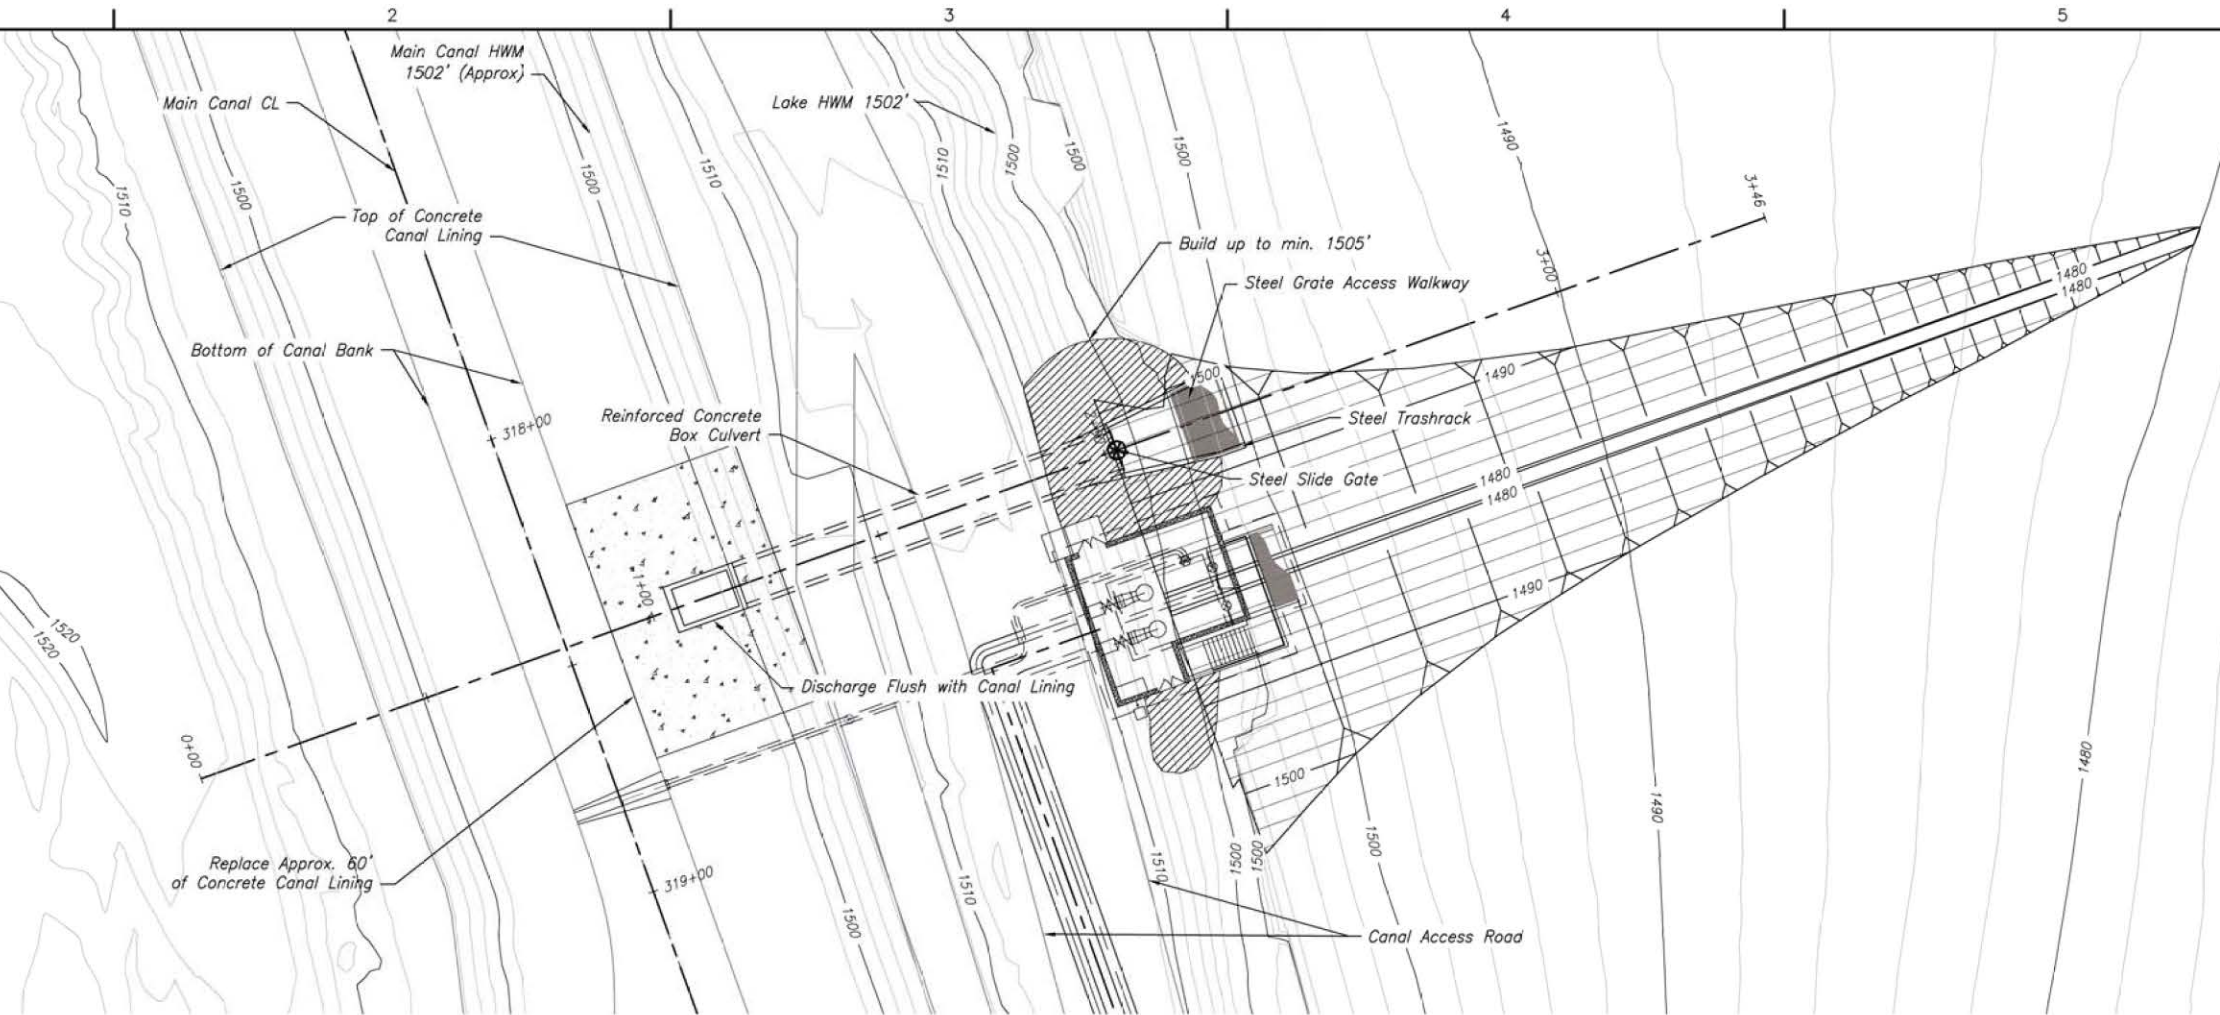 2
3
4
5
Main Canal HWM
1502' (Approx)
Main Canal CL
Lake HWM 1502'
1500
1510
1510
1500
1500
1500
1490
1510
1500
3+46
Top of Concrete
Canal Lining
Build up to min. 1505'
3+00
Steel Grate Access Walkway
1480
1480
Bottom of Canal Bank
1500
1490
318+00
Reinforced Concrete
Box Culvert
Steel Trashrack
1480
1480
Steel Slide Gate
1+00
1490
1520
1520
Discharge Flush with Canal Lining
0+00
1500
1480
1460
Replace Approx. 60'
of Concrete Canal Lining
319+00
1500
1510
1510
1500
1500
1500
Canal Access Road